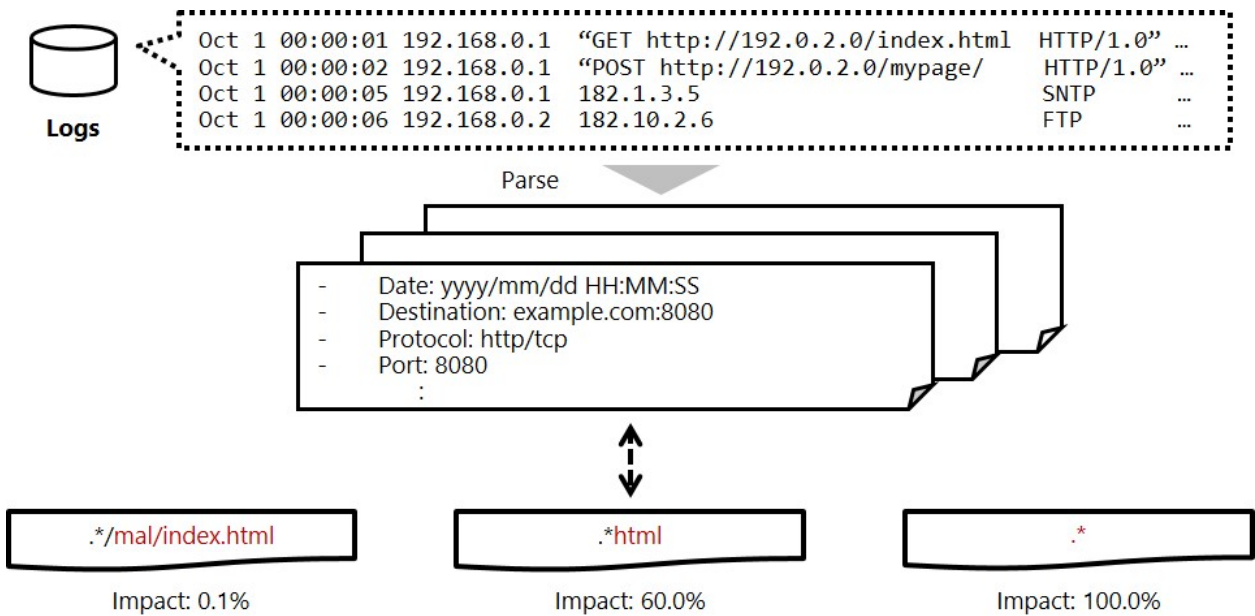 Oct 1 00:00:01 192.168.0.1 “GET http://192.0.2.0/index.html HTTP/1.0” …
Oct 1 00:00:02 192.168.0.1 “POST http://192.0.2.0/mypage/ HTTP/1.0” …
Oct 1 00:00:05 192.168.0.1 182.1.3.5 SNTP …
Oct 1 00:00:06 192.168.0.2 182.10.2.6 FTP …
Logs
Parse
- Date: yyyy/mm/dd HH:MM:SS
- Destination: example.com:8080
- Protocol: http/tcp
- Port: 8080
:
.*/mal/index.html
.*html
.*
Impact: 0.1%
Impact: 60.0%
Impact: 100.0%